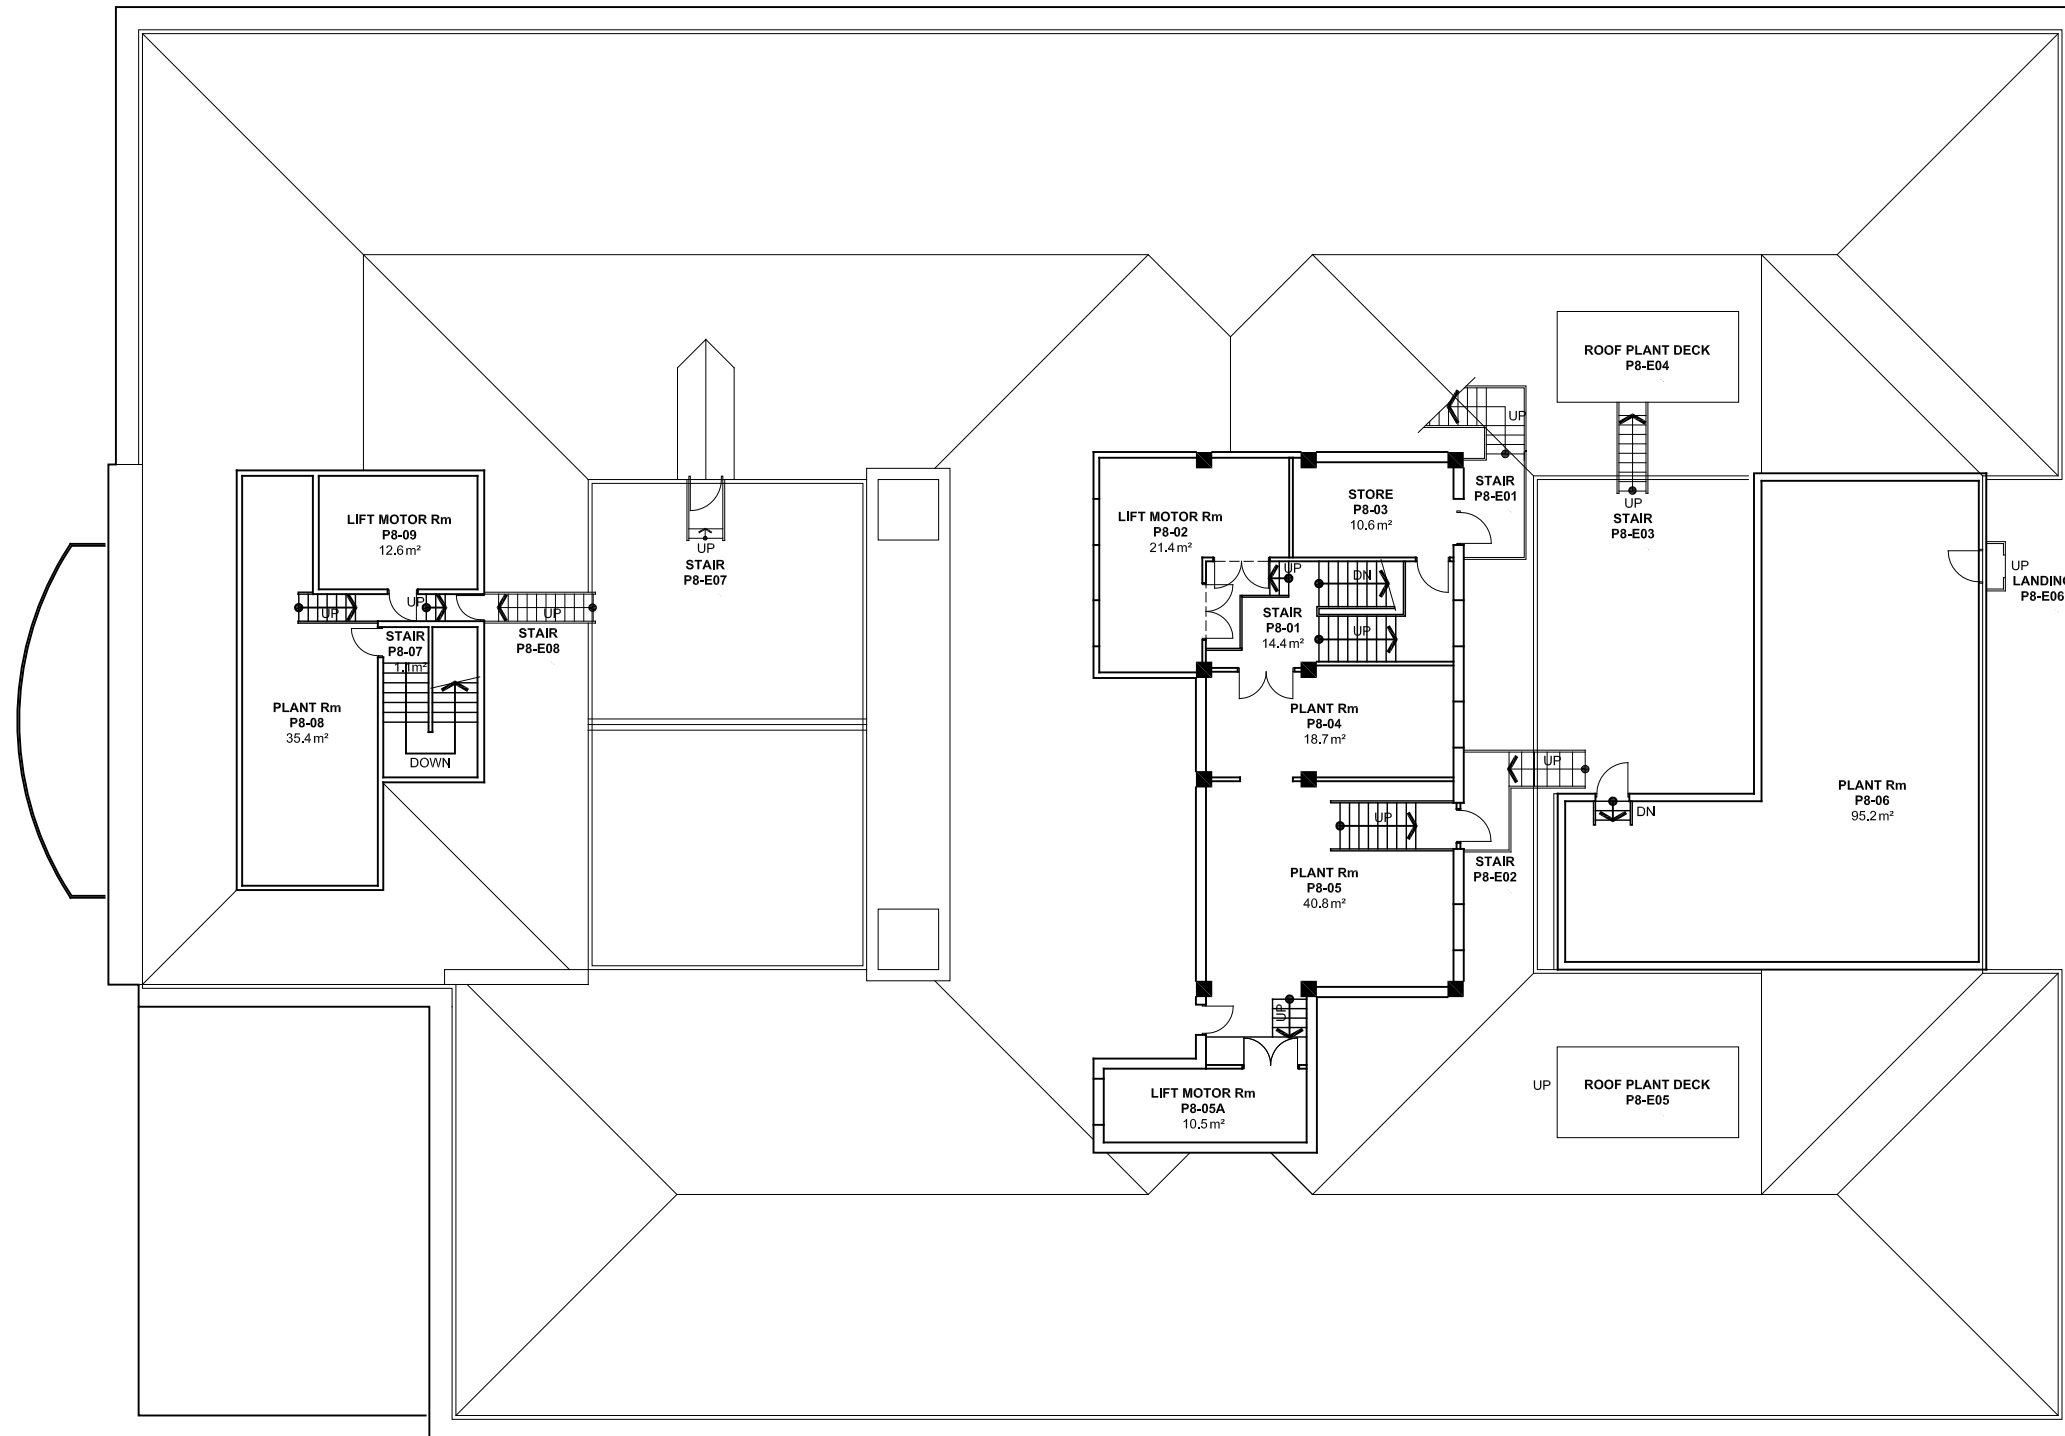 ROOF PLANT DECK
P8-E04
UP
STAIR
P8-E01
UP
STAIR
P8-E03
STORE
P8-03
10.6m²
LIFT MOTOR Rm
P8-02
21.4m²
LIFT MOTOR Rm
P8-09
12.6m²
UP
STAIR
P8-E07
UP
DN
UP
LANDING
P8-E06
UP
UP
UP
STAIR
P8-07
1.1m²
STAIR
P8-E08
STAIR
P8-01
14.4m²
UP
PLANT Rm
P8-08
35.4m²
DOWN
PLANT Rm
P8-04
18.7m²
UP
PLANT Rm
P8-06
95.2m²
DN
UP
STAIR
P8-E02
PLANT Rm
P8-05
40.8m²
UP
LIFT MOTOR Rm
P8-05A
10.5m²
UP
ROOF PLANT DECK
P8-E05